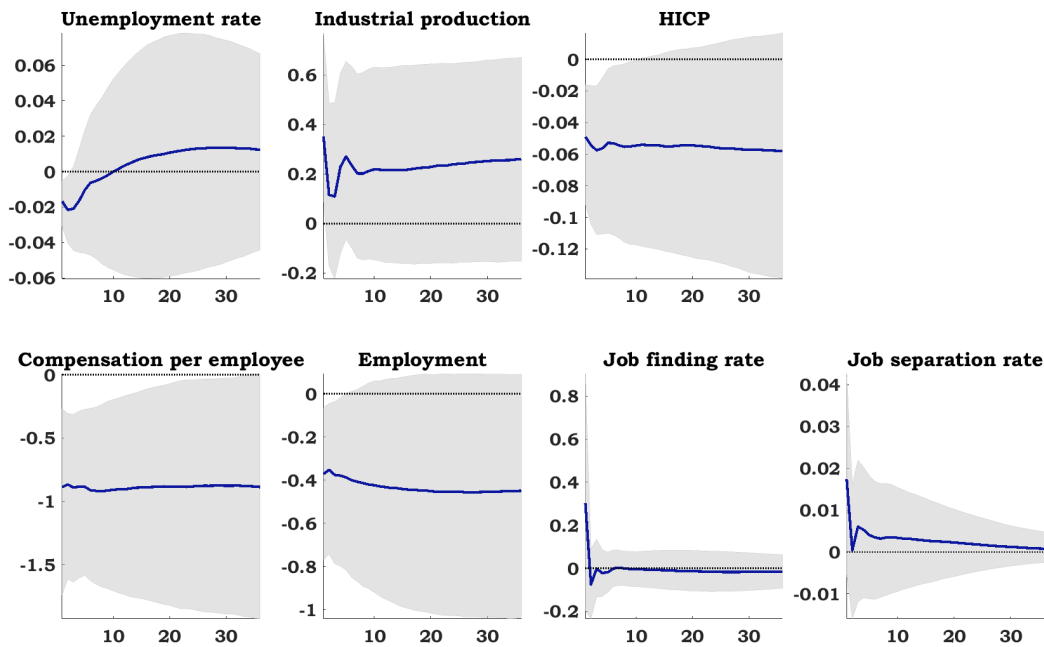 Unemployment rate
0.06
0.04
0.02
0
-0.02
-0.04
-0.06
10 20 30
Industrial production
0.6
0.4
0.2
0
-0.2
10 20 30
HICP
0
-0.02
-0.04
-0.06
-0.08
-0.1
-0.12
10 20 30
Compensation per employee
0
-0.5
-1
-1.5
10 20 30
Employment
0
-0.2
-0.4
-0.6
-0.8
-1
10 20 30
Job finding rate
0.8
0.6
0.4
0.2
0
-0.2
10 20 30
Job separation rate
0.04
0.03
0.02
0.01
0
-0.01
10 20 30